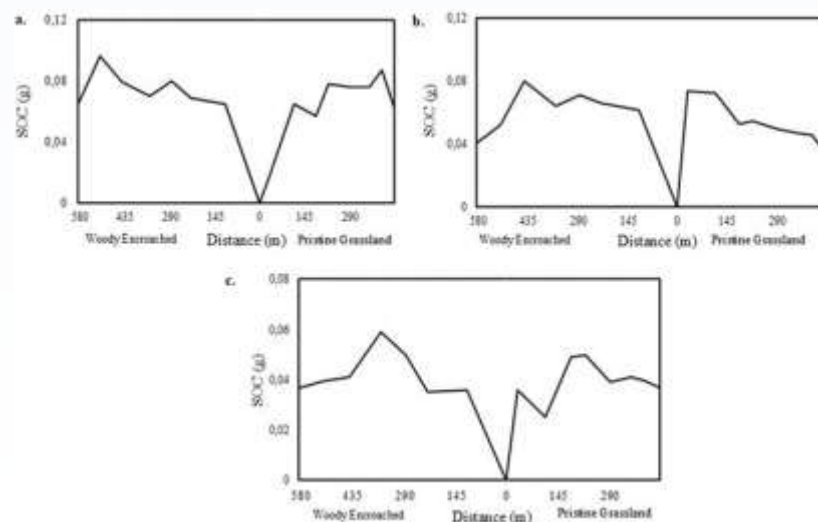 a.
0,12
0,08
SOC (g)
0,04
0
580 435 290 145 0 145 290
Woody Encroached Distance (m) Pristine Grassland
b.
0,12
0,08
SOC (g)
0,04
0
580 435 290 145 0 145 290
Woody Encroached Distance (m) Pristine Grassland
c.
0,08
0,06
SOC (g)
0,04
0,02
0
580 435 290 145 0 145 290
Woody Encroached Distance (m) Pristine Grassland